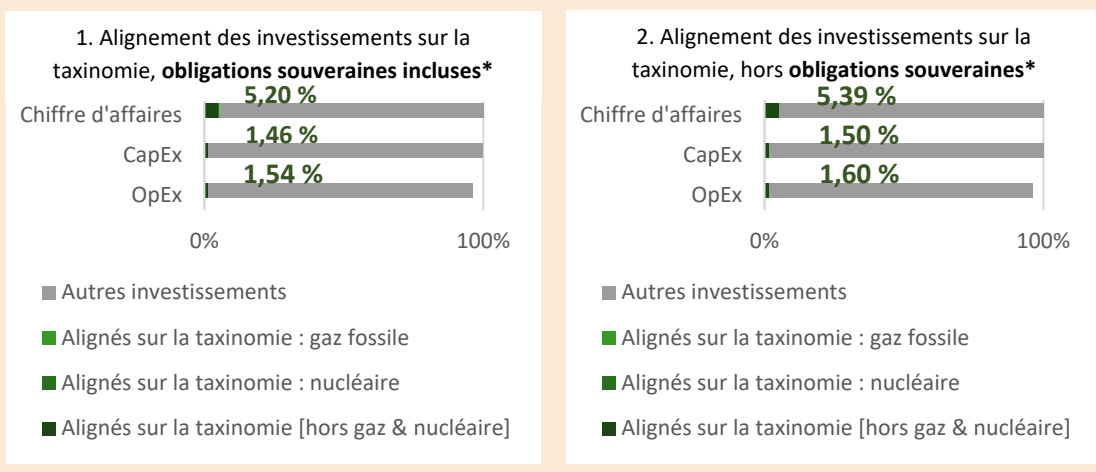 1. Alignement des investissements sur la
taxinomie, obligations souveraines incluses*
5,20 %
Chiffre d'affaires
1,46 %
CapEx
1,54 %
OpEx
0%
100%
Autres investissements
Alignés sur la taxinomie : gaz fossile
Alignés sur la taxinomie : nucléaire
Alignés sur la taxinomie [hors gaz & nucléaire]
2. Alignement des investissements sur la
taxinomie, hors obligations souveraines*
5,39 %
Chiffre d'affaires
1,50 %
CapEx
1,60 %
OpEx
0%
100%
Autres investissements
Alignés sur la taxinomie : gaz fossile
Alignés sur la taxinomie : nucléaire
Alignés sur la taxinomie [hors gaz & nucléaire]